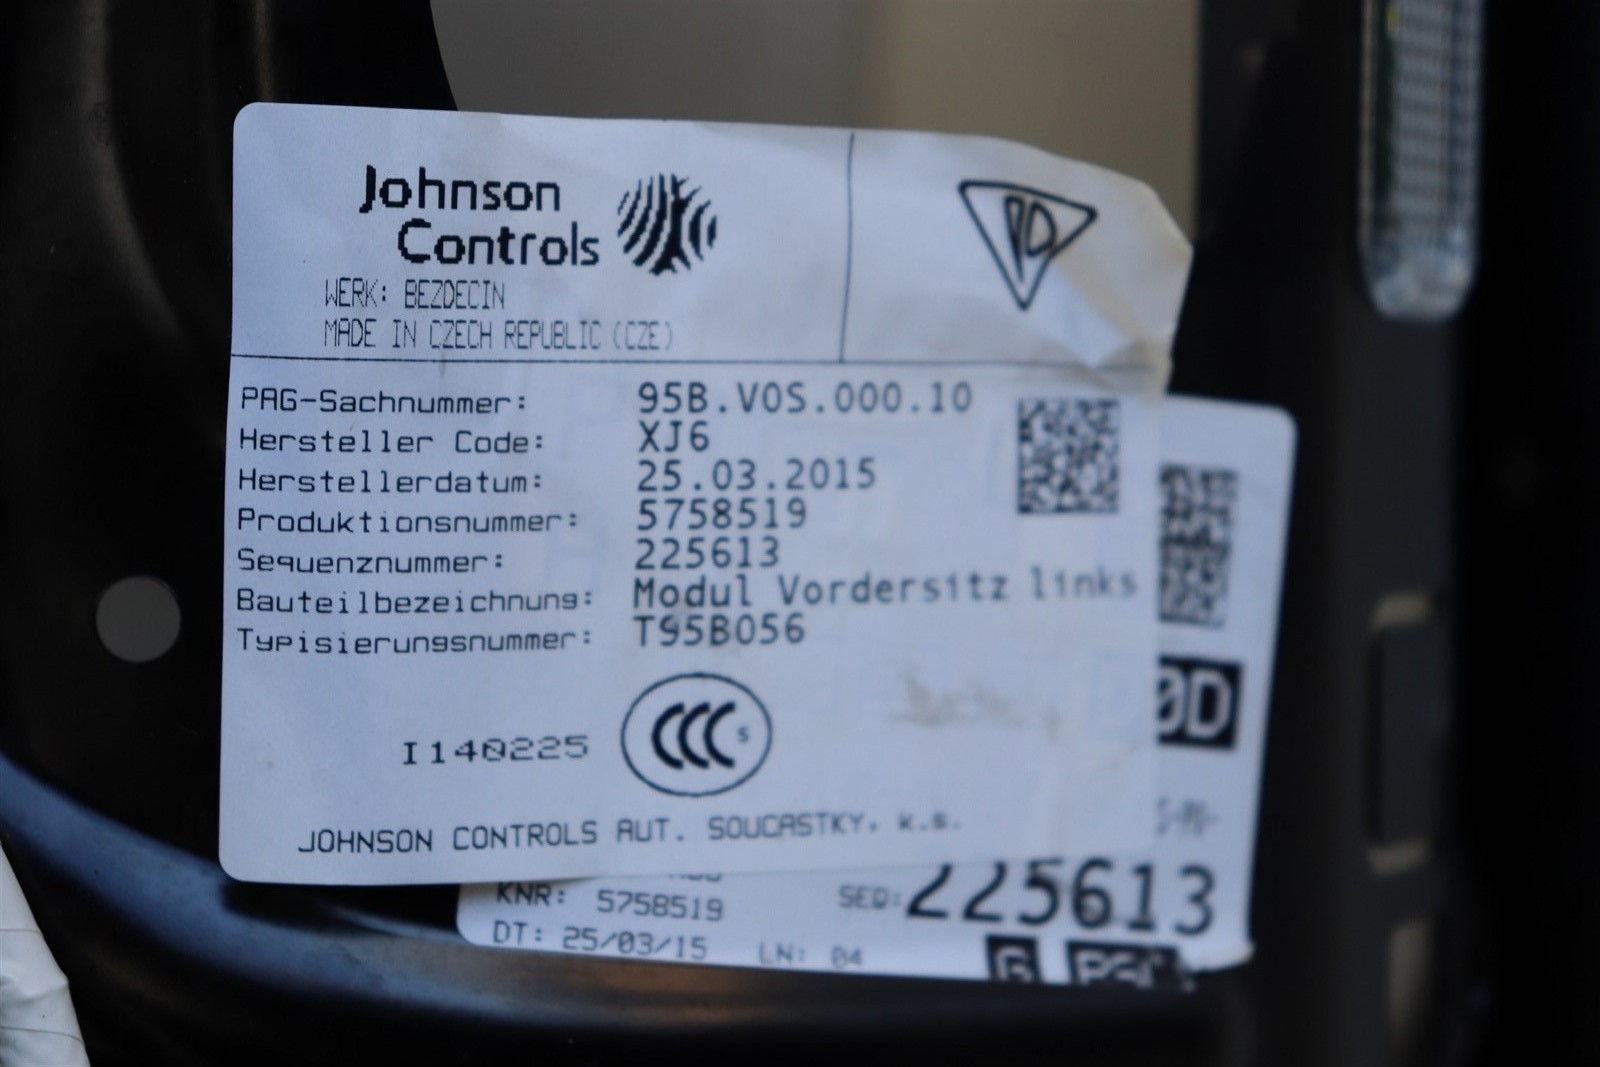 Johnson
Controls
WERK: BEZDECIN
MADE IN CZECH REPUBLIC (CZE)
PAG-Sachnummer: 95B.VOS.000.10
Hersteller Code: XJ6
Herstellerdatum: 25.03.2015
Produktionsnummer: 5758519
Sequenznummer: 225613
Bauteilbezeichnung: Modul Vordersitz links
Typisierungsnummer: T95B056
I140225
CCC S
JOHNSON CONTROLS AUT. SOUCASTKY, k.s.
0D
KNR: 5758519 SEQ: 225613
DT: 25/03/15 LN: 04
G